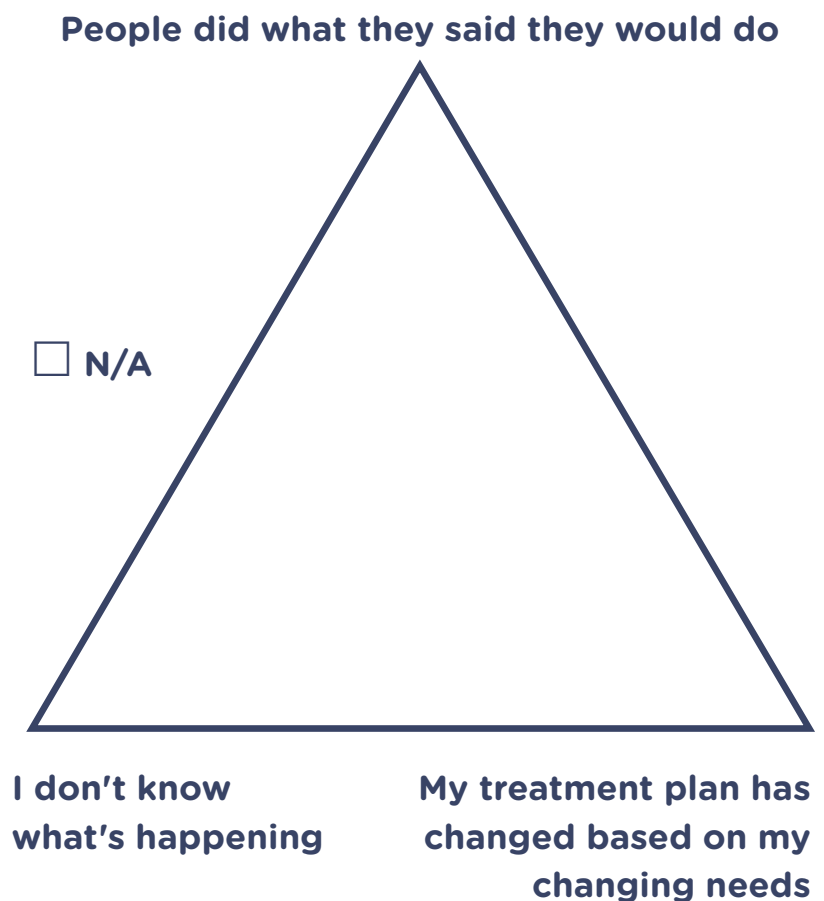 People did what they said they would do
N/A
I don't know
what's happening
My treatment plan has
changed based on my
changing needs